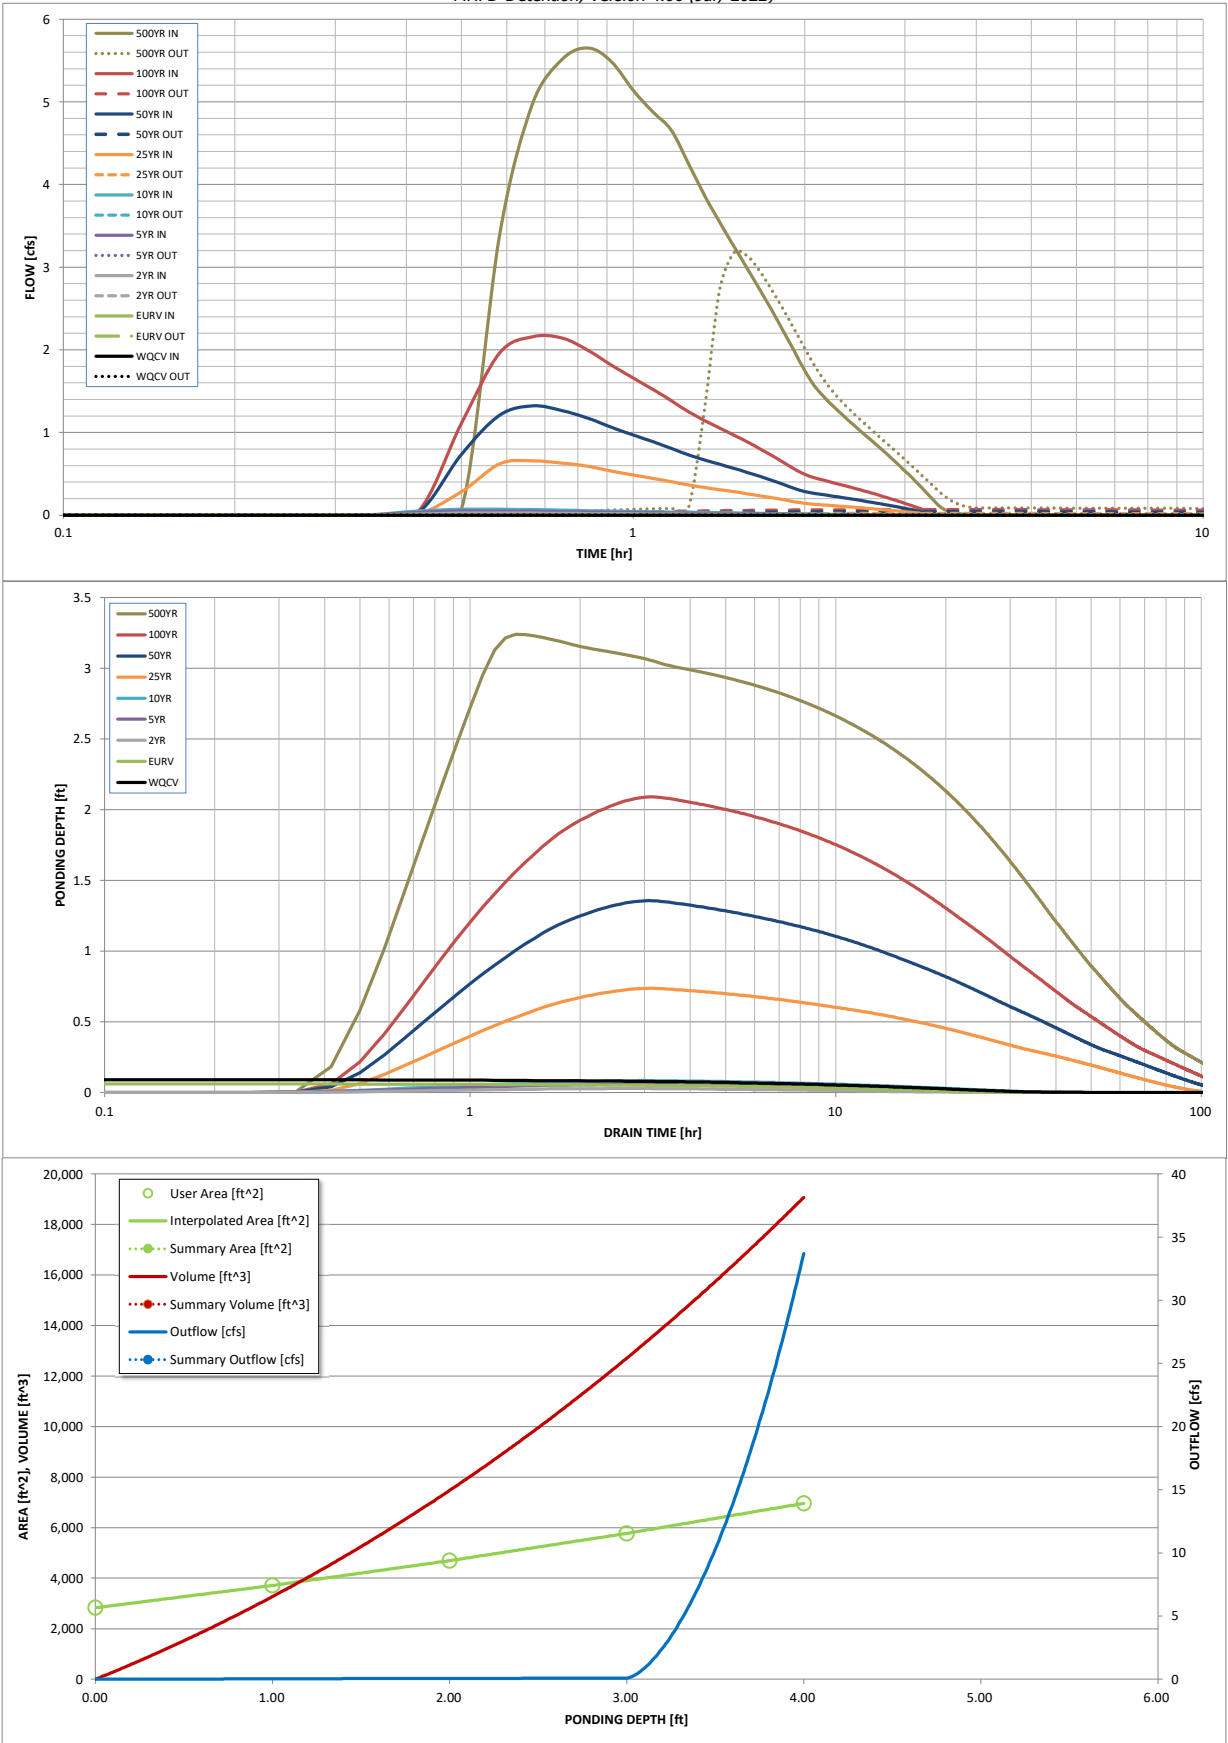 MHFD-Detention, Version 4.06 (July 2022)
6
5
4
3
2
1
0
FLOW [cfs]
500YR IN
500YR OUT
100YR IN
100YR OUT
50YR IN
50YR OUT
25YR IN
25YR OUT
10YR IN
10YR OUT
5YR IN
5YR OUT
2YR IN
2YR OUT
EURV IN
EURV OUT
WQCV IN
WQCV OUT
0.1
1
10
TIME [hr]
3.5
3
2.5
2
1.5
1
0.5
0
PONDING DEPTH [ft]
500YR
100YR
50YR
25YR
10YR
5YR
2YR
EURV
WQCV
0.1
1
10
100
DRAIN TIME [hr]
20,000
18,000
16,000
14,000
12,000
10,000
8,000
6,000
4,000
2,000
0
AREA [ft^2], VOLUME [ft^3]
User Area [ft^2]
Interpolated Area [ft^2]
Summary Area [ft^2]
Volume [ft^3]
Summary Volume [ft^3]
Outflow [cfs]
Summary Outflow [cfs]
40
35
30
25
20
15
10
5
0
OUTFLOW [cfs]
0.00
1.00
2.00
3.00
4.00
5.00
6.00
PONDING DEPTH [ft]